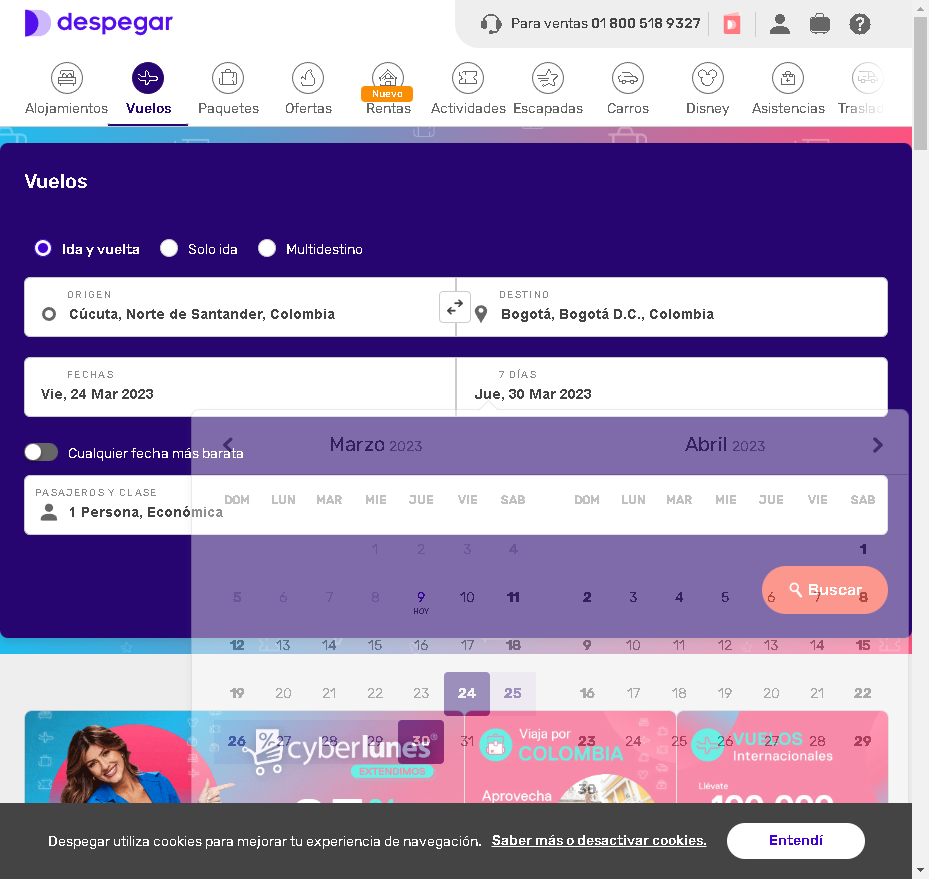 despegar
Para ventas 01 800 518 9327
Alojamientos
Vuelos
Paquetes
Ofertas
Nuevo
Rentas
Actividades
Escapadas
Carros
Disney
Asistencias
Traslad
Vuelos
Ida y vuelta
Solo ida
Multidestino
ORIGEN
Cúcuta, Norte de Santander, Colombia
DESTINO
Bogotá, Bogotá D.C., Colombia
FECHAS
Vie, 24 Mar 2023
7 DÍAS
Jue, 30 Mar 2023
Cualquier fecha más barata
Marzo 2023
Abril 2023
PASAJEROS Y CLASE
1 Persona, Económica
DOM LUN MAR MIE JUE VIE SAB
DOM LUN MAR MIE JUE VIE SAB
1 2 3 4
1
5 6 7 8 9 10 11
HOY
2 3 4 5 6 7 8
Buscar
12 13 14 15 16 17 18
9 10 11 12 13 14 15
19 20 21 22 23 24 25
16 17 18 19 20 21 22
26 27 28 29 30 31
23 24 25 26 27 28 29
30
cyberlunes
EXTENDIMOS
Viaja por
COLOMBIA
Aprovecha
VUELOS
Internacionales
Llévate
Despegar utiliza cookies para mejorar tu experiencia de navegación.
Saber más o desactivar cookies.
Entendí